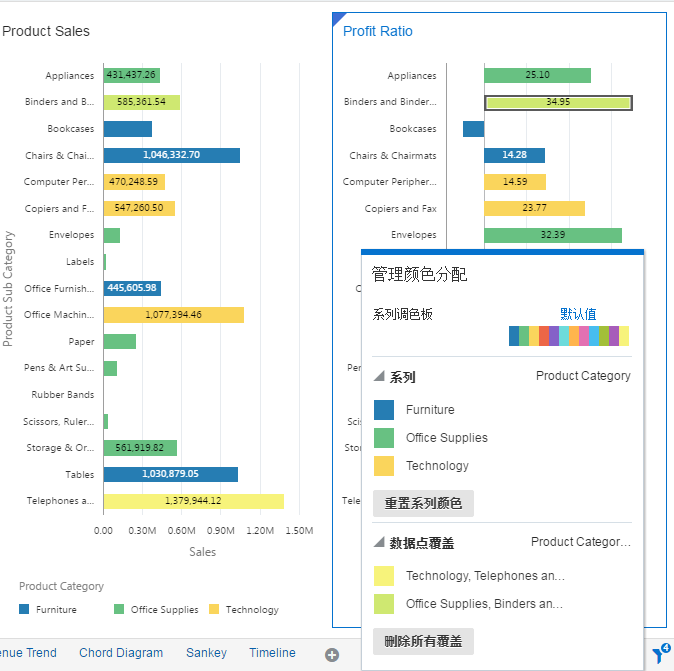 Product Sales
Product Sub Category
Appliances 431,437.26
Binders and B... 585,361.54
Bookcases
Chairs & Chai... 1,046,332.70
Computer Per... 470,248.59
Copiers and F... 547,260.50
Envelopes
Labels
Office Furnish... 445,605.98
Office Machin... 1,077,394.46
Paper
Pens & Art Su...
Rubber Bands
Scissors, Ruler...
Storage & Or... 561,919.82
Tables 1,030,879.05
Telephones a... 1,379,944.12
0.00 0.30M 0.60M 0.90M 1.20M 1.50M
Sales
Product Category
Furniture Office Supplies Technology
Profit Ratio
Appliances 25.10
Binders and Binder... 34.95
Bookcases
Chairs & Chairmats 14.28
Computer Peripher... 14.59
Copiers and Fax 23.77
Envelopes 32.39
管理颜色分配
系列调色板 默认值
系列 Product Category
Furniture
Office Supplies
Technology
重置系列颜色
数据点覆盖 Product Categor...
Technology, Telephones an...
Office Supplies, Binders an...
删除所有覆盖
enue Trend Chord Diagram Sankey Timeline
4